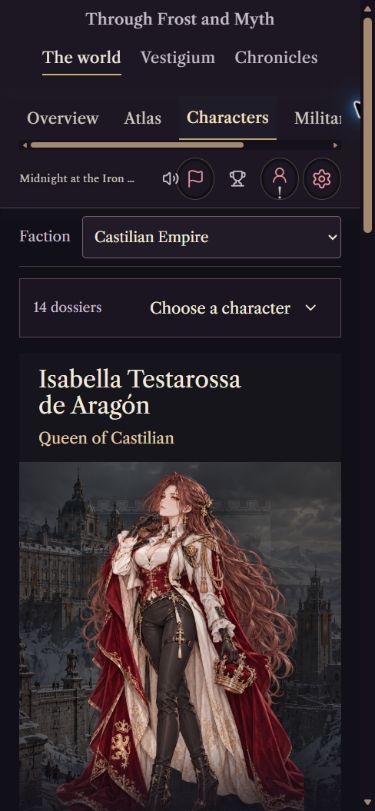 Through Frost and Myth
The world Vestigium Chronicles
Overview Atlas Characters
Midnight at the Iron ...
Faction Castilian Empire
14 dossiers Choose a character
Isabella Testarossa
de Aragón
Queen of Castilian